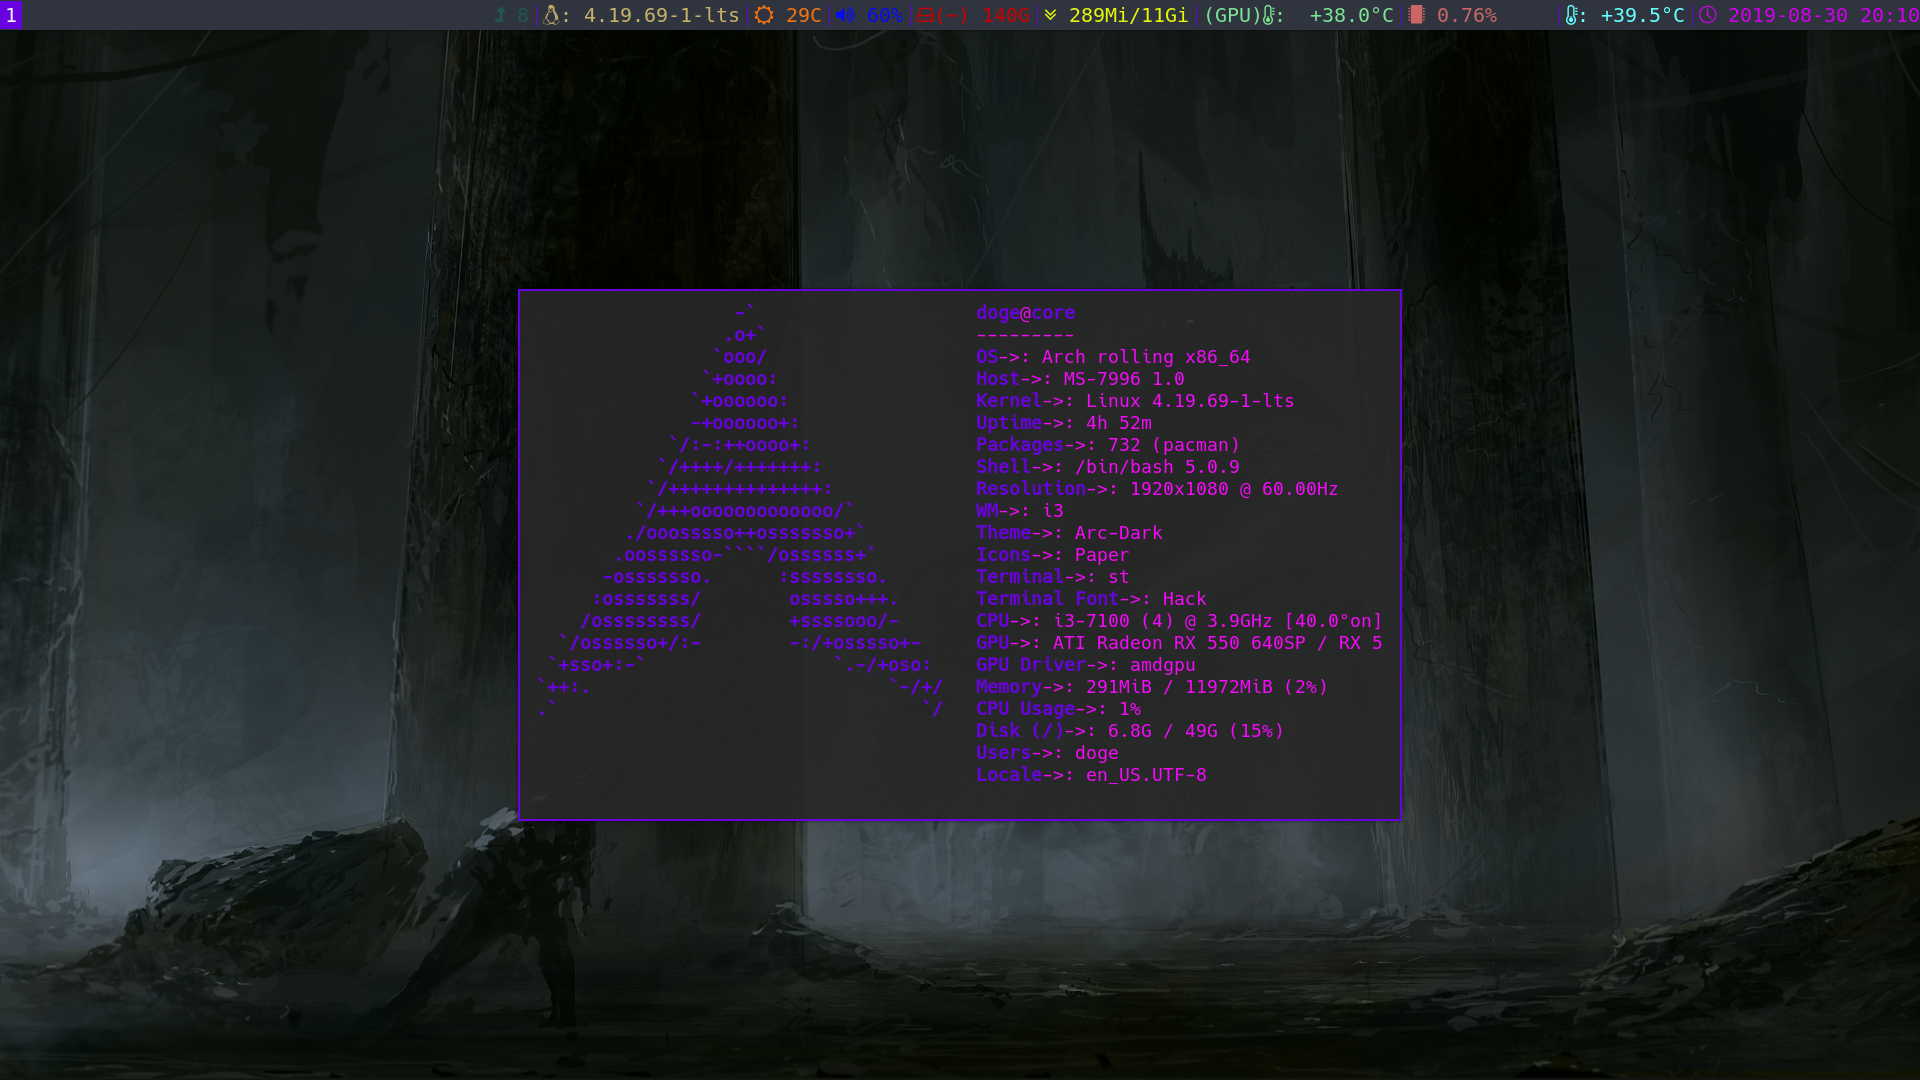 1 8 : 4.19.69-1-lts 29C 60% (~) 140G 289Mi/11Gi (GPU): +38.0°C 0.76% : +39.5°C 2019-08-30 20:10
-`
.o+`
`ooo/
`+oooo:
`+oooooo:
-+oooooo+:
`/:-:++oooo+:
`/++++/+++++++:
`/++++++++++++++:
`/+++ooooooooooooo/`
./ooosssso++osssssso+`
.oossssso-````/ossssss+`
-osssssso.      :ssssssso.
:osssssss/        osssso+++.
/ossssssss/        +ssssooo/-
`/ossssso+/:-        -:/+osssso+-
`+sso+:-`                 `.-/+oso:
`++:.                           `-/+/
.`                                 `/
doge@core
---------
OS->: Arch rolling x86_64
Host->: MS-7996 1.0
Kernel->: Linux 4.19.69-1-lts
Uptime->: 4h 52m
Packages->: 732 (pacman)
Shell->: /bin/bash 5.0.9
Resolution->: 1920x1080 @ 60.00Hz
WM->: i3
Theme->: Arc-Dark
Icons->: Paper
Terminal->: st
Terminal Font->: Hack
CPU->: i3-7100 (4) @ 3.9GHz [40.0°on]
GPU->: ATI Radeon RX 550 640SP / RX 5
GPU Driver->: amdgpu
Memory->: 291MiB / 11972MiB (2%)
CPU Usage->: 1%
Disk (/)->: 6.8G / 49G (15%)
Users->: doge
Locale->: en_US.UTF-8